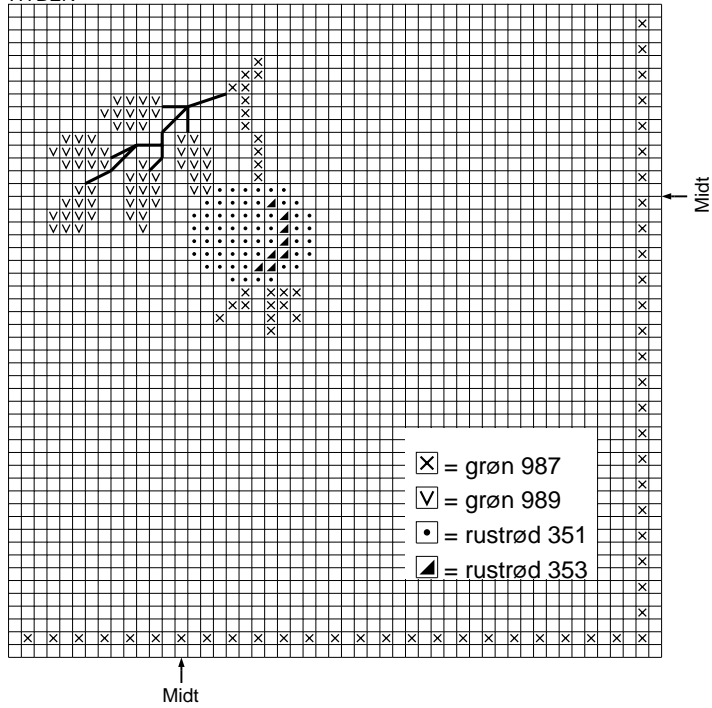 Midt
= grøn 987
= grøn 989
= rustrød 351
= rustrød 353
Midt